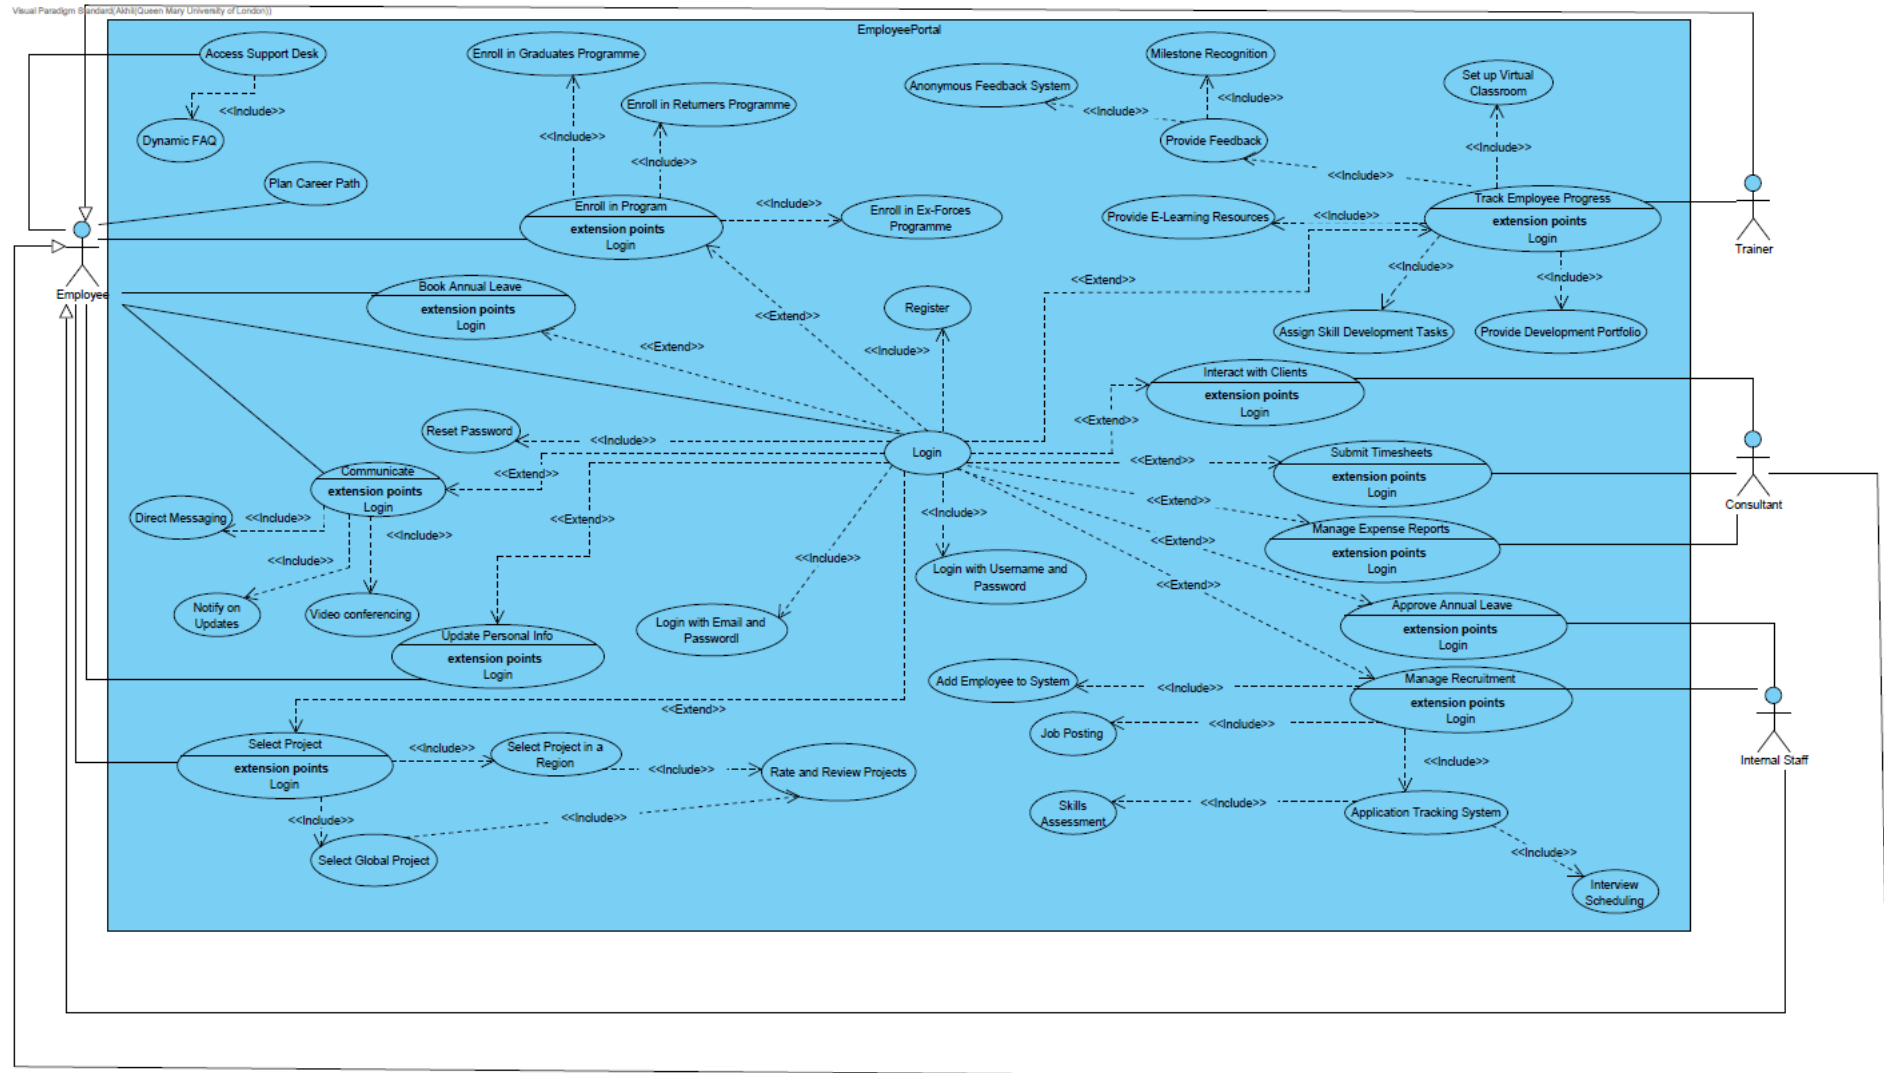 Visual Paradigm Standard(Akhil(Queen Mary University of London))
EmployeePortal
Access Support Desk
<<Include>>
Dynamic FAQ
Plan Career Path
Enroll in Graduates Programme
<<Include>>
Enroll in Returners Programme
<<Include>>
Enroll in Program
extension points
Login
<<Include>>
Enroll in Ex-Forces
Programme
Anonymous Feedback System
<<Include>>
Milestone Recognition
<<Include>>
Provide Feedback
<<Include>>
Set up Virtual
Classroom
<<Include>>
Track Employee Progress
extension points
Login
Provide E-Learning Resources
<<Include>>
<<Include>>
<<Include>>
Assign Skill Development Tasks
Provide Development Portfolio
Trainer
Employee
Book Annual Leave
extension points
Login
<<Extend>>
<<Extend>>
<<Extend>>
Register
<<Include>>
Interact with Clients
extension points
Login
<<Extend>>
Reset Password
<<Include>>
Login
Communicate
extension points
Login
<<Extend>>
<<Extend>>
Direct Messaging
<<Include>>
<<Include>>
<<Include>>
Notify on
Updates
Video conferencing
Update Personal Info
extension points
Login
<<Include>>
Login with Email and
Passwordl
<<Include>>
Login with Username and
Password
<<Extend>>
Submit Timesheets
extension points
Login
<<Extend>>
Manage Expense Reports
extension points
Login
<<Extend>>
Approve Annual Leave
extension points
Login
<<Extend>>
Manage Recruitment
extension points
Login
Consultant
Internal Staff
Add Employee to System
<<Include>>
Job Posting
<<Include>>
<<Include>>
Skills
Assessment
<<Include>>
Application Tracking System
<<Include>>
Interview
Scheduling
<<Extend>>
Select Project
extension points
Login
<<Include>>
Select Project in a
Region
<<Include>>
Rate and Review Projects
<<Include>>
<<Include>>
Select Global Project